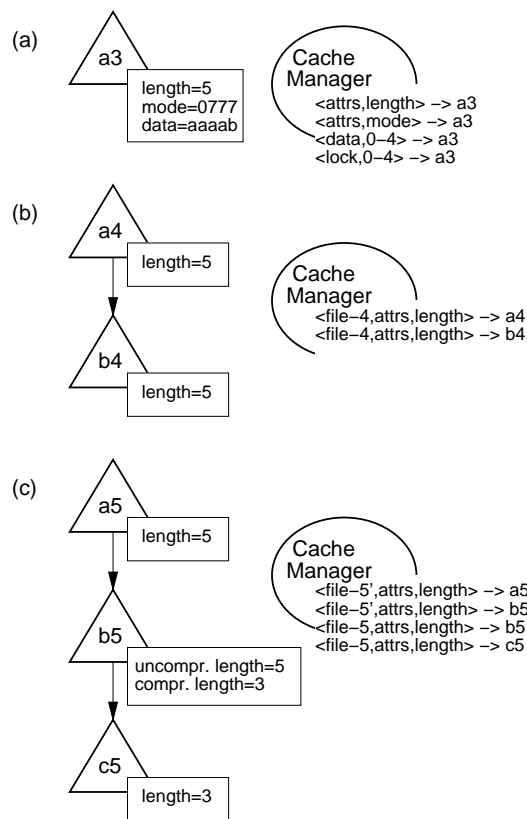 (a)
a3
length=5
mode=0777
data=aaaab
Cache
Manager
<attrs,length> −> a3
<attrs,mode> −> a3
<data,0−4> −> a3
<lock,0−4> −> a3
(b)
a4
length=5
b4
length=5
Cache
Manager
<file−4,attrs,length> −> a4
<file−4,attrs,length> −> b4
(c)
a5
length=5
b5
uncompr. length=5
compr. length=3
c5
length=3
Cache
Manager
<file−5’,attrs,length> −> a5
<file−5’,attrs,length> −> b5
<file−5,attrs,length> −> b5
<file−5,attrs,length> −> c5